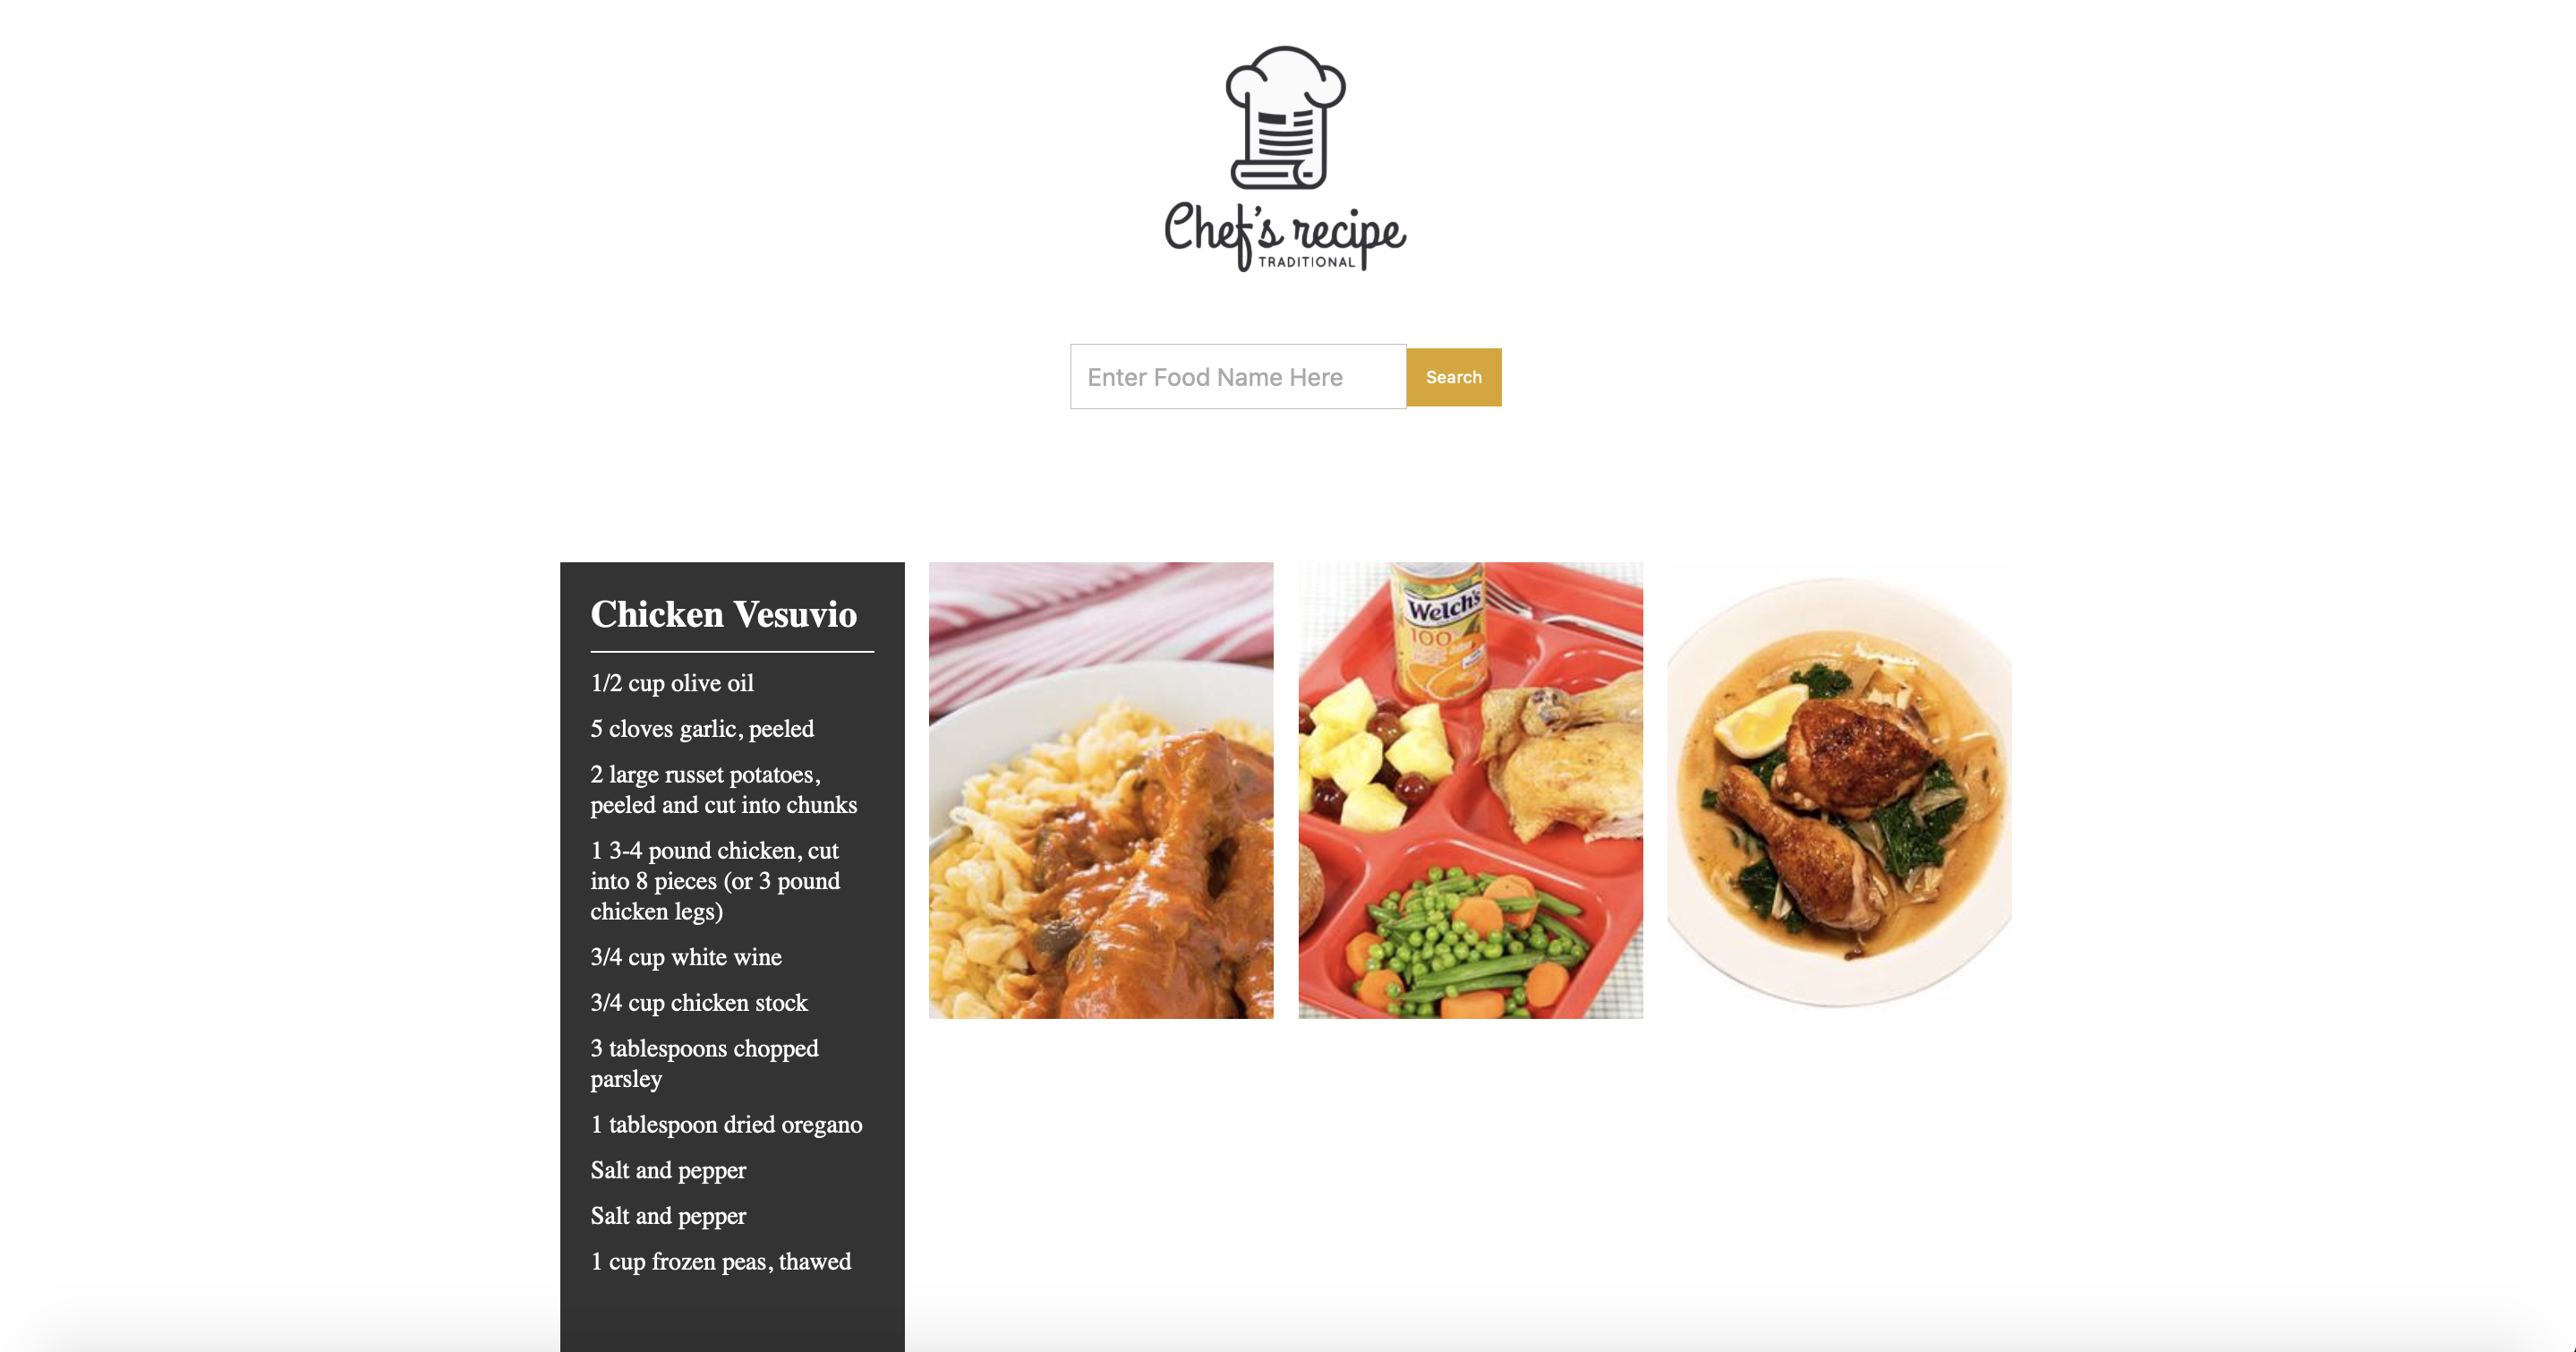 Chef's recipe
TRADITIONAL
Enter Food Name Here
Search
Chicken Vesuvio
1/2 cup olive oil
5 cloves garlic, peeled
2 large russet potatoes,
peeled and cut into chunks
1 3-4 pound chicken, cut
into 8 pieces (or 3 pound
chicken legs)
3/4 cup white wine
3/4 cup chicken stock
3 tablespoons chopped
parsley
1 tablespoon dried oregano
Salt and pepper
Salt and pepper
1 cup frozen peas, thawed
Welch's
100